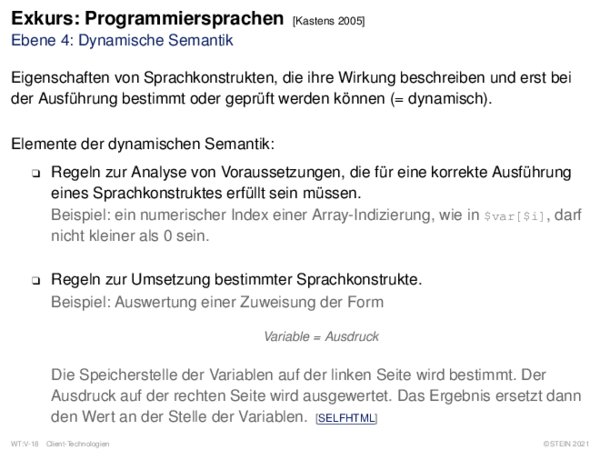 Exkurs: Programmiersprachen [Kastens 2005]
Ebene 4: Dynamische Semantik
Eigenschaften von Sprachkonstrukten, die ihre Wirkung beschreiben und erst bei
der Ausführung bestimmt oder geprüft werden können (= dynamisch).
Elemente der dynamischen Semantik:
❑ Regeln zur Analyse von Voraussetzungen, die für eine korrekte Ausführung
eines Sprachkonstruktes erfüllt sein müssen.
Beispiel: ein numerischer Index einer Array-Indizierung, wie in $var[$i], darf
nicht kleiner als 0 sein.
❑ Regeln zur Umsetzung bestimmter Sprachkonstrukte.
Beispiel: Auswertung einer Zuweisung der Form
Variable = Ausdruck
Die Speicherstelle der Variablen auf der linken Seite wird bestimmt. Der
Ausdruck auf der rechten Seite wird ausgewertet. Das Ergebnis ersetzt dann
den Wert an der Stelle der Variablen. [SELFHTML]
WT:V-18 Client-Technologien ©STEIN 2021